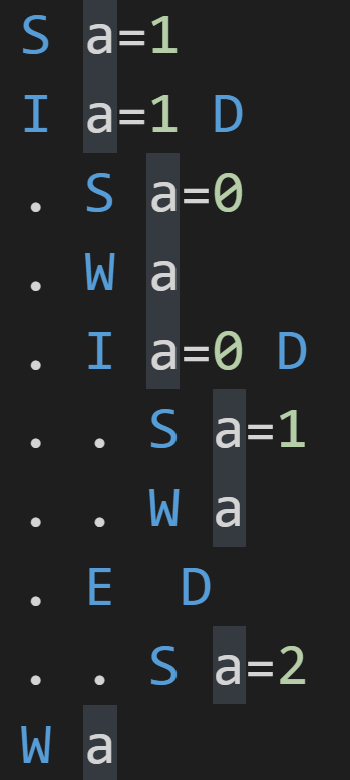 S a=1
I a=1 D
. S a=0
. W a
. I a=0 D
. . S a=1
. . W a
. E  D
. . S a=2
W a